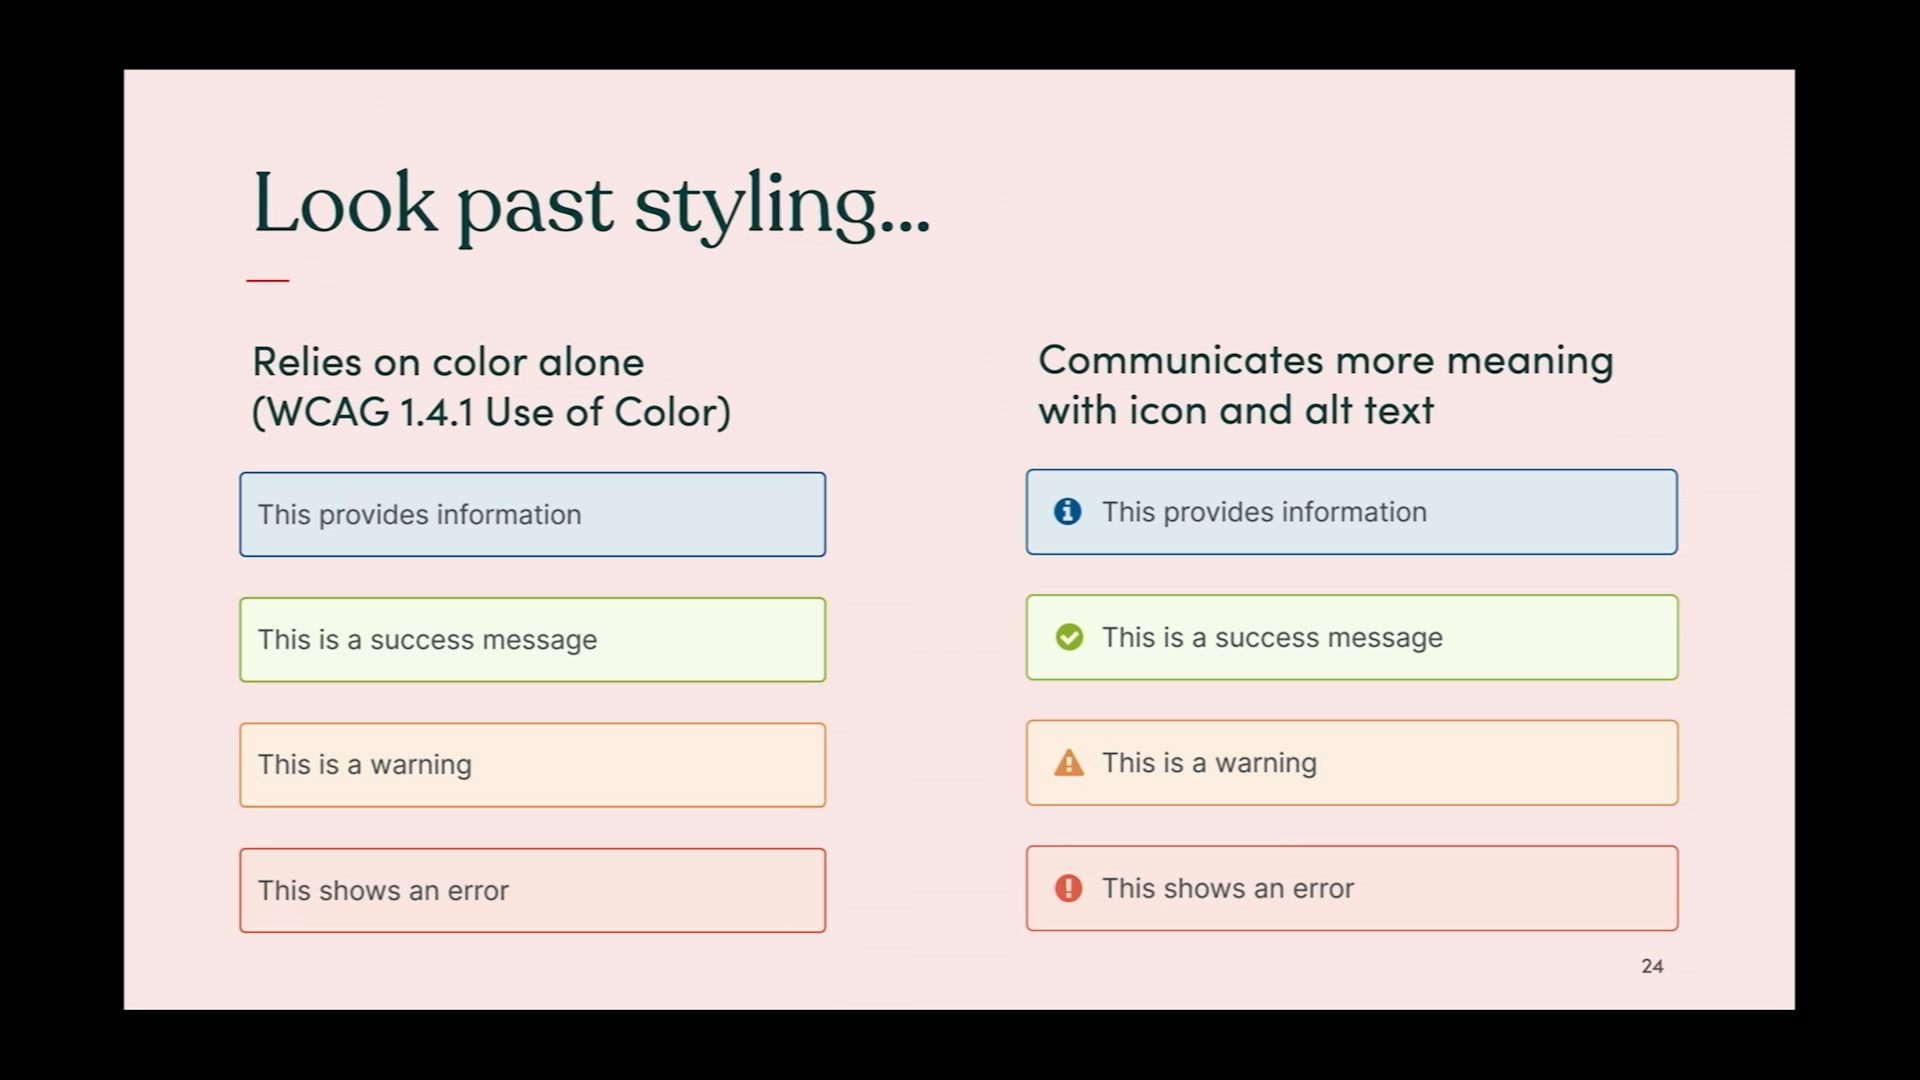 Look past styling...
Relies on color alone
(WCAG 1.4.1 Use of Color)
This provides information
This is a success message
This is a warning
This shows an error
Communicates more meaning
with icon and alt text
This provides information
This is a success message
This is a warning
This shows an error
24